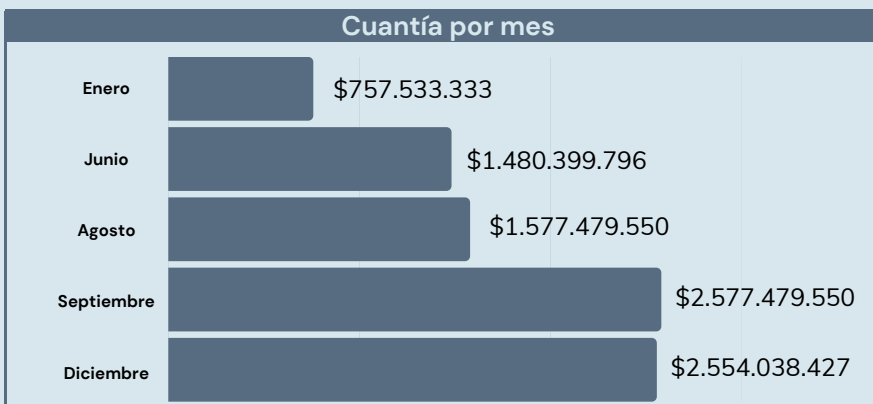 Cuantía por mes
Enero $757.533.333
Junio $1.480.399.796
Agosto $1.577.479.550
Septiembre $2.577.479.550
Diciembre $2.554.038.427